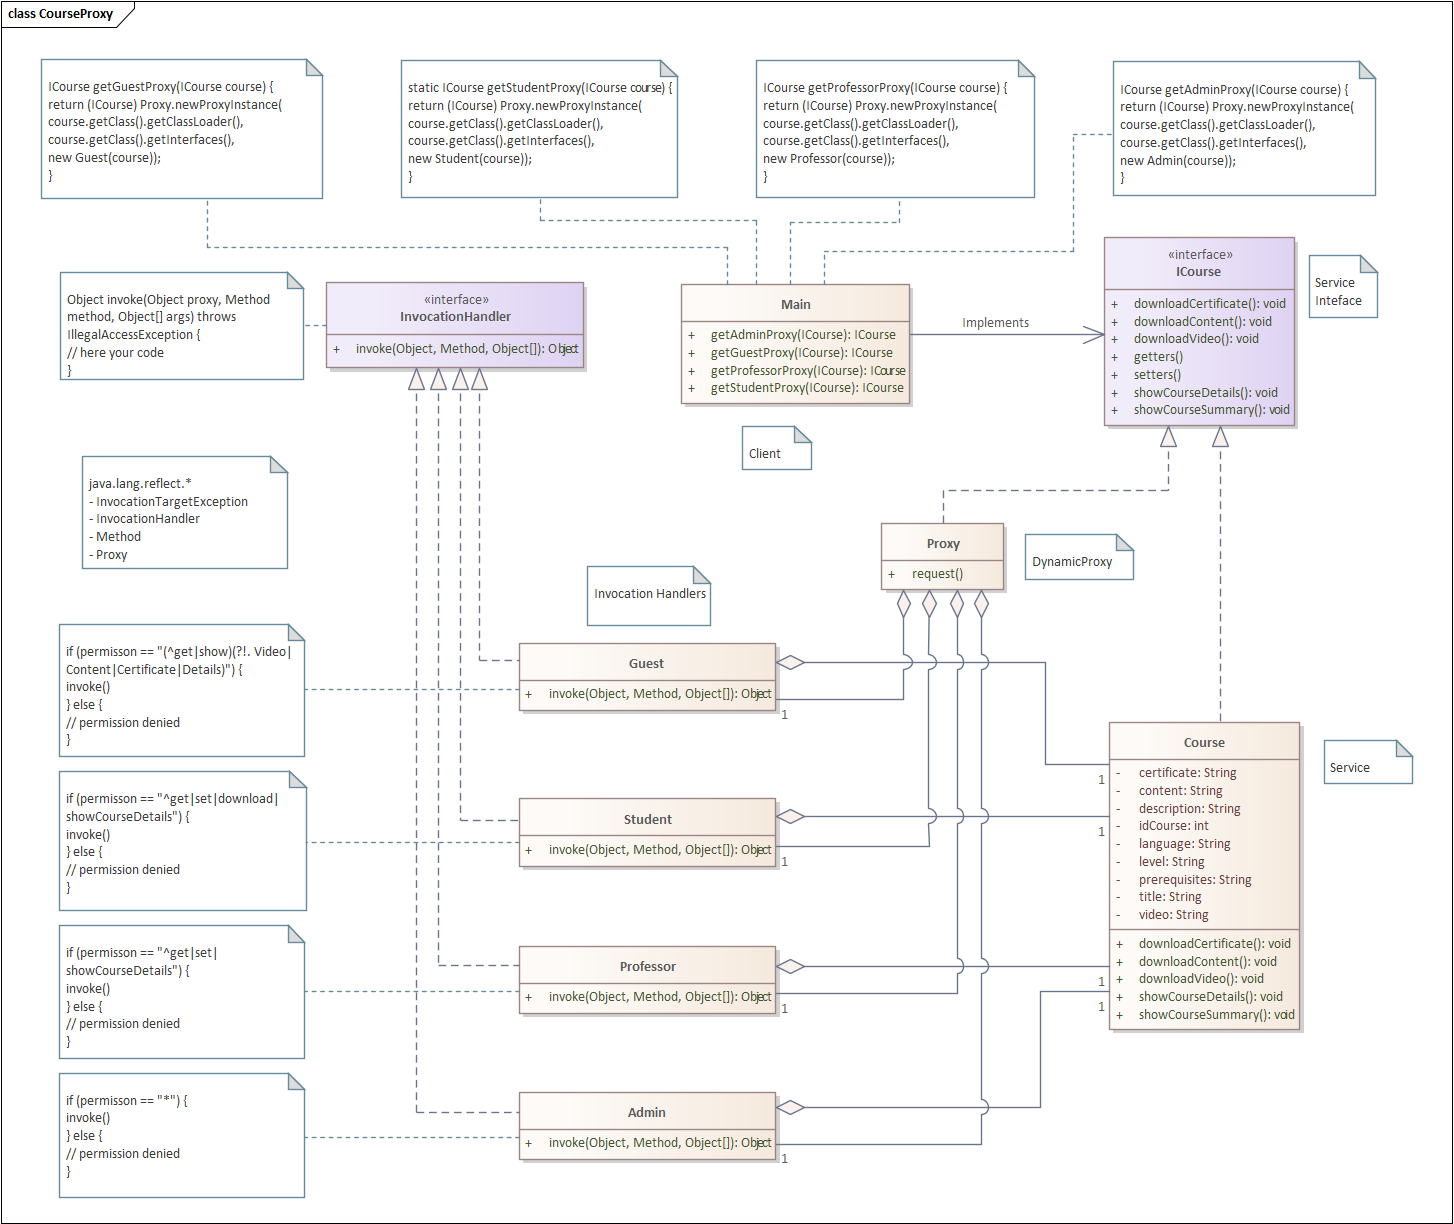 class CourseProxy
ICourse getGuestProxy(ICourse course) {
return (ICourse) Proxy.newProxyInstance(
course.getClass().getClassLoader(),
course.getClass().getInterfaces(),
new Guest(course));
}
static ICourse getStudentProxy(ICourse course) {
return (ICourse) Proxy.newProxyInstance(
course.getClass().getClassLoader(),
course.getClass().getInterfaces(),
new Student(course));
}
ICourse getProfessorProxy(ICourse course) {
return (ICourse) Proxy.newProxyInstance(
course.getClass().getClassLoader(),
course.getClass().getInterfaces(),
new Professor(course));
}
ICourse getAdminProxy(ICourse course) {
return (ICourse) Proxy.newProxyInstance(
course.getClass().getClassLoader(),
course.getClass().getInterfaces(),
new Admin(course));
}
Object invoke(Object proxy, Method
method, Object[] args) throws
IllegalAccessException {
// here your code
}
«interface»
InvocationHandler
+ invoke(Object, Method, Object[]): Object
Main
+ getAdminProxy(ICourse): ICourse
+ getGuestProxy(ICourse): ICourse
+ getProfessorProxy(ICourse): ICourse
+ getStudentProxy(ICourse): ICourse
Implements
«interface»
ICourse
+ downloadCertificate(): void
+ downloadContent(): void
+ downloadVideo(): void
+ getters()
+ setters()
+ showCourseDetails(): void
+ showCourseSummary(): void
Service
Inteface
Client
java.lang.reflect.*
- InvocationTargetException
- InvocationHandler
- Method
- Proxy
Proxy
+ request()
DynamicProxy
Invocation Handlers
if (permisson == "(^get|show)(?!. Video|
Content|Certificate|Details)") {
invoke()
} else {
// permission denied
}
Guest
+ invoke(Object, Method, Object[]): Object
1
Course
- certificate: String
- content: String
- description: String
- idCourse: int
- language: String
- level: String
- prerequisites: String
- title: String
- video: String
+ downloadCertificate(): void
+ downloadContent(): void
+ downloadVideo(): void
+ showCourseDetails(): void
+ showCourseSummary(): void
1
1
1
1
Service
if (permisson == "^get|set|download|
showCourseDetails") {
invoke()
} else {
// permission denied
}
Student
+ invoke(Object, Method, Object[]): Object
1
if (permisson == "^get|set|
showCourseDetails") {
invoke()
} else {
// permission denied
}
Professor
+ invoke(Object, Method, Object[]): Object
1
if (permisson == "*") {
invoke()
} else {
// permission denied
}
Admin
+ invoke(Object, Method, Object[]): Object
1